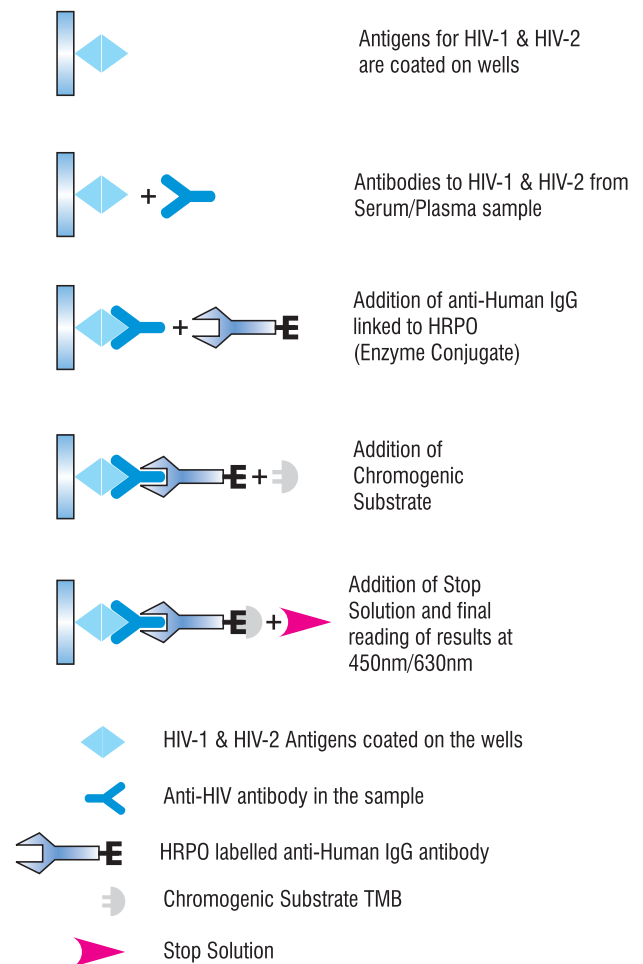 Antigens for HIV-1 & HIV-2
are coated on wells
+
Antibodies to HIV-1 & HIV-2 from
Serum/Plasma sample
+
E
Addition of anti-Human IgG
linked to HRPO
(Enzyme Conjugate)
E
+
Addition of
Chromogenic
Substrate
E
+
Addition of Stop
Solution and final
reading of results at
450nm/630nm
HIV-1 & HIV-2 Antigens coated on the wells
Anti-HIV antibody in the sample
E
HRPO labelled anti-Human IgG antibody
Chromogenic Substrate TMB
Stop Solution